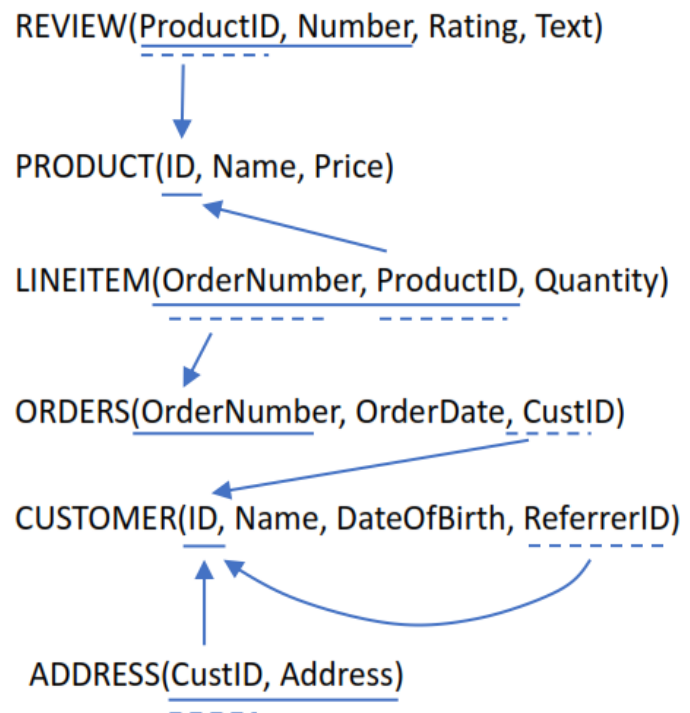 REVIEW(ProductID, Number, Rating, Text)
PRODUCT(ID, Name, Price)
LINEITEM(OrderNumber, ProductID, Quantity)
ORDERS(OrderNumber, OrderDate, CustID)
CUSTOMER(ID, Name, DateOfBirth, ReferrerID)
ADDRESS(CustID, Address)